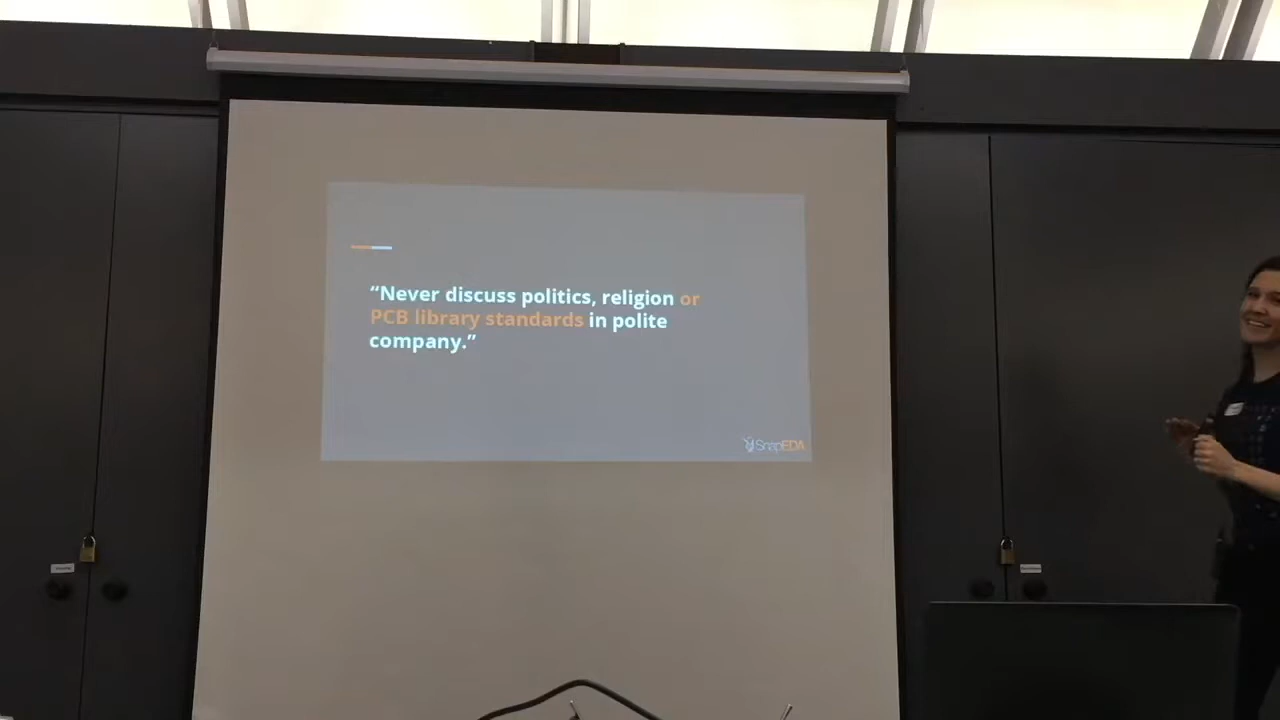 “Never discuss politics, religion or
PCB library standards in polite
company.”
SnapEDA